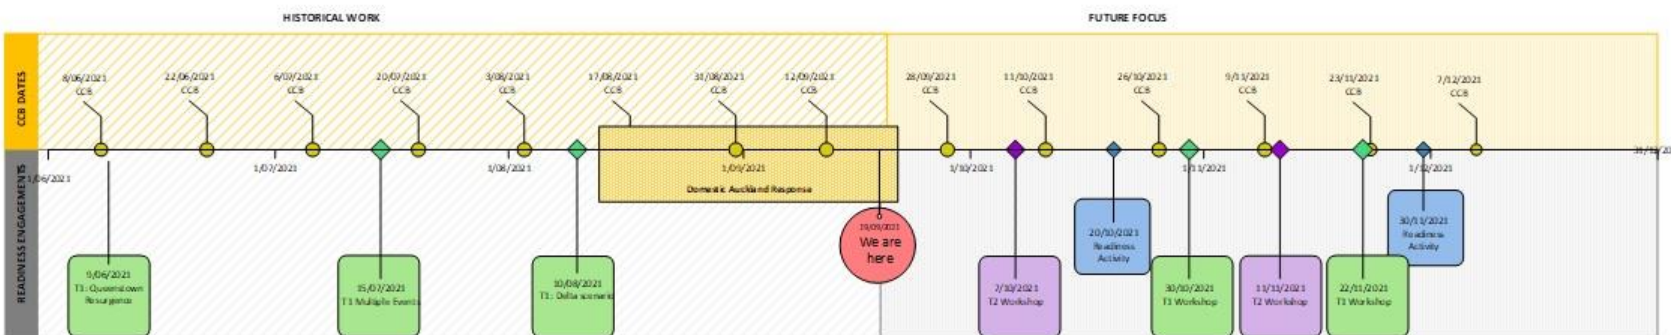 HISTORICAL WORK
FUTURE FOCUS
CCB DATES
8/06/2021
CCB
22/06/2021
CCB
6/07/2021
CCB
20/07/2021
CCB
3/08/2021
CCB
17/08/2021
CCB
31/08/2021
CCB
12/09/2021
CCB
28/09/2021
CCB
11/10/2021
CCB
26/10/2021
CCB
9/11/2021
CCB
23/11/2021
CCB
7/12/2021
CCB
1/06/2021
1/07/2021
1/08/2021
1/09/2021
1/10/2021
1/11/2021
1/12/2021
Domestic Auckland Response
READINESS ENGAGEMENTS
9/06/2021
T1: Queenstown
Resurgence
15/07/2021
T1 Multiple Events
10/08/2021
T1: Delta scenario
19/09/2021
We are
here
7/10/2021
T2 Workshop
20/10/2021
Readiness
Activity
30/10/2021
T1 Workshop
11/11/2021
T2 Workshop
22/11/2021
T1 Workshop
30/11/2021
Readiness
Activity